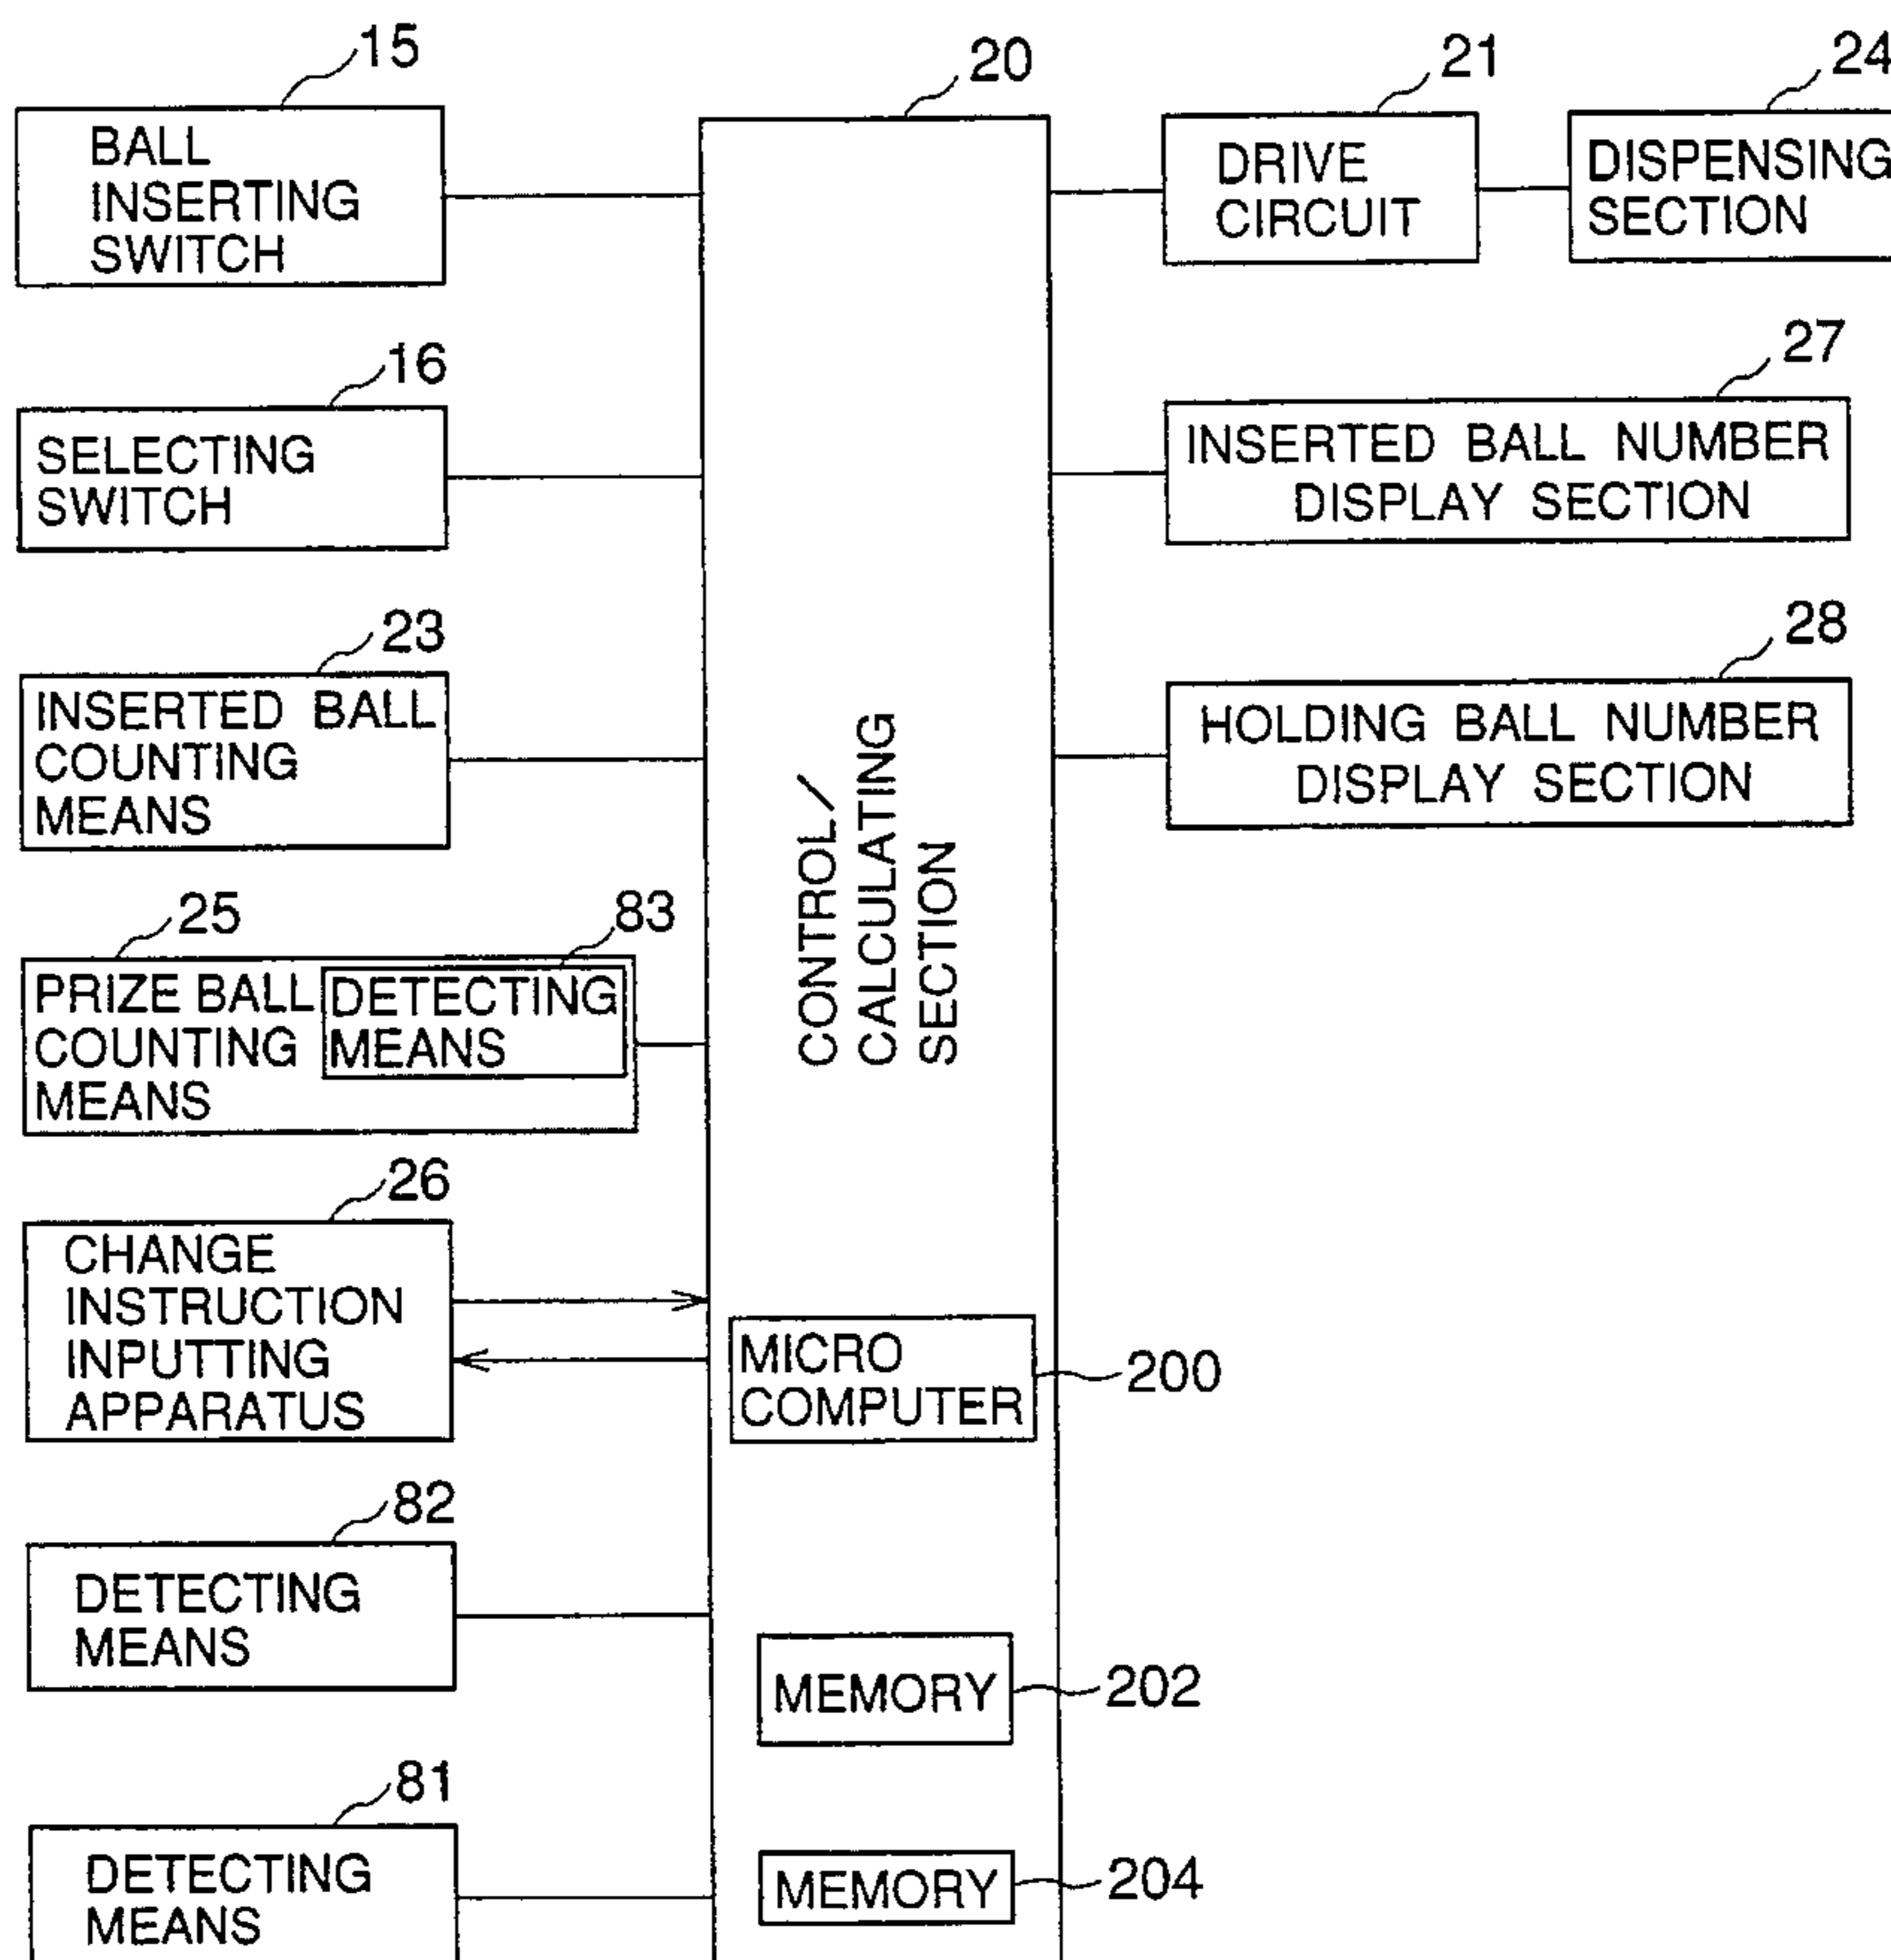 15
BALL
INSERTING
SWITCH
16
SELECTING
SWITCH
23
INSERTED BALL
COUNTING
MEANS
25
PRIZE BALL
COUNTING
MEANS
83
DETECTING
MEANS
26
CHANGE
INSTRUCTION
INPUTTING
APPARATUS
82
DETECTING
MEANS
81
DETECTING
MEANS
20
CONTROL/
CALCULATING
SECTION
MICRO
COMPUTER
200
MEMORY
202
MEMORY
204
21
DRIVE
CIRCUIT
24
DISPENSING
SECTION
27
INSERTED BALL NUMBER
DISPLAY SECTION
28
HOLDING BALL NUMBER
DISPLAY SECTION